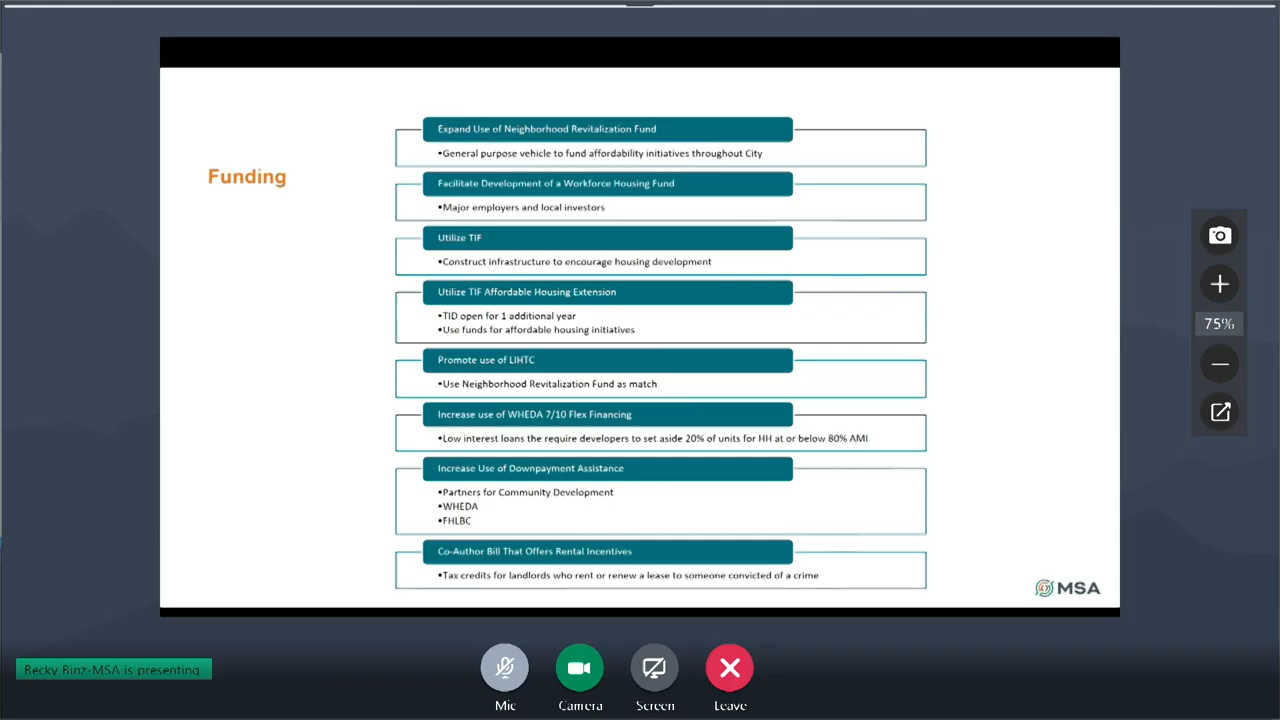 Funding
Expand Use of Neighborhood Revitalization Fund
•General purpose vehicle to fund affordability initiatives throughout City
Facilitate Development of a Workforce Housing Fund
•Major employers and local investors
Utilize TIF
•Construct infrastructure to encourage housing development
Utilize TIF Affordable Housing Extension
•TID open for 1 additional year
•Use funds for affordable housing initiatives
Promote use of LIHTC
•Use Neighborhood Revitalization Fund as match
Increase use of WHEDA 7/10 Flex Financing
•Low interest loans the require developers to set aside 20% of units for HH at or below 80% AMI
Increase Use of Downpayment Assistance
•Partners for Community Development
•WHEDA
•FHLBC
Co-Author Bill That Offers Rental Incentives
•Tax credits for landlords who rent or renew a lease to someone convicted of a crime
MSA
75%
Becky Binz-MSA is presenting
Mic
Camera
Screen
Leave